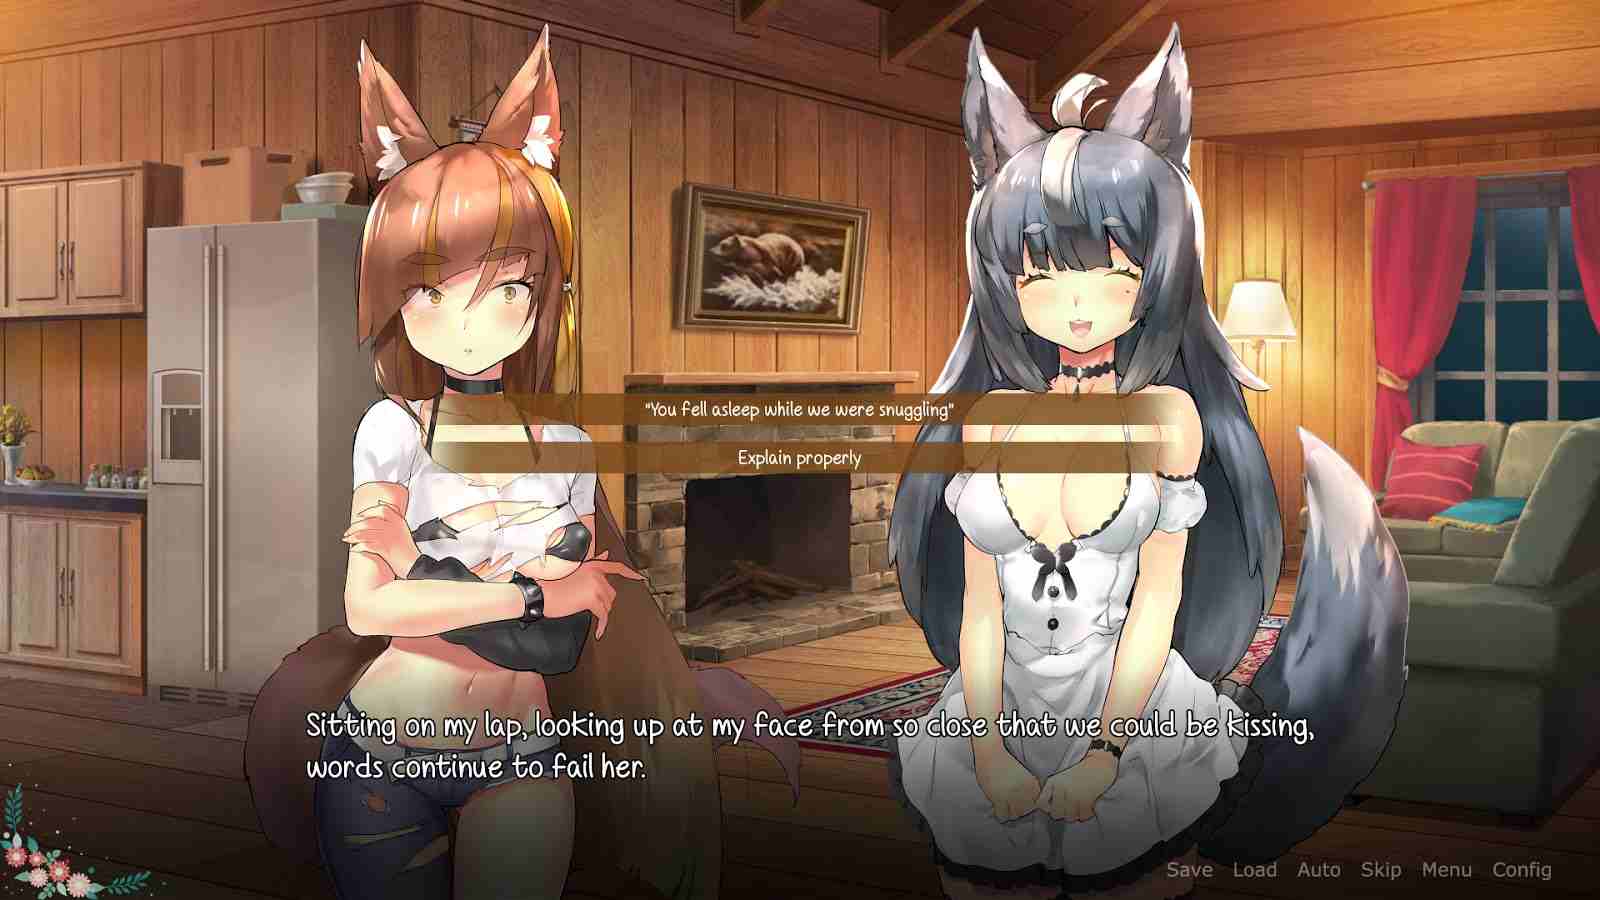 "You fell asleep while we were snuggling"
Explain properly
Sitting on my lap, looking up at my face from so close that we could be kissing,
words continue to fail her.
Save Load Auto Skip Menu Config